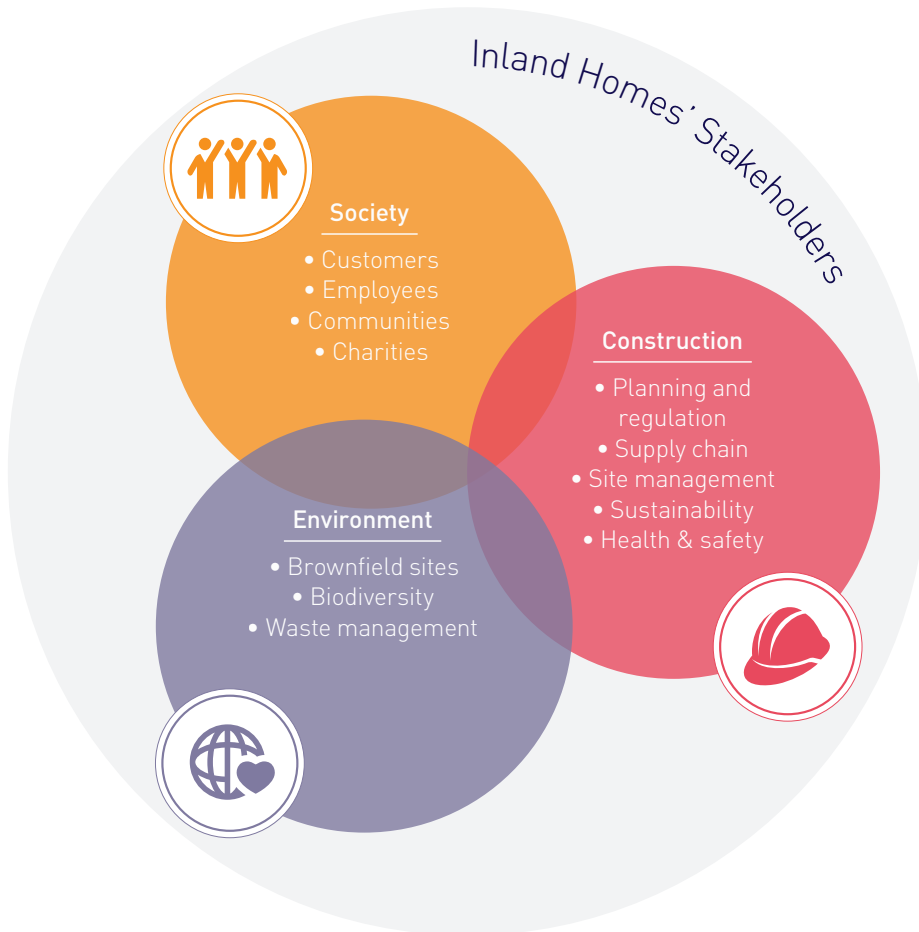 Inland Homes’ Stakeholders
Society
• Customers
• Employees
• Communities
• Charities
Construction
• Planning and
regulation
• Supply chain
• Site management
• Sustainability
• Health & safety
Environment
• Brownfield sites
• Biodiversity
• Waste management